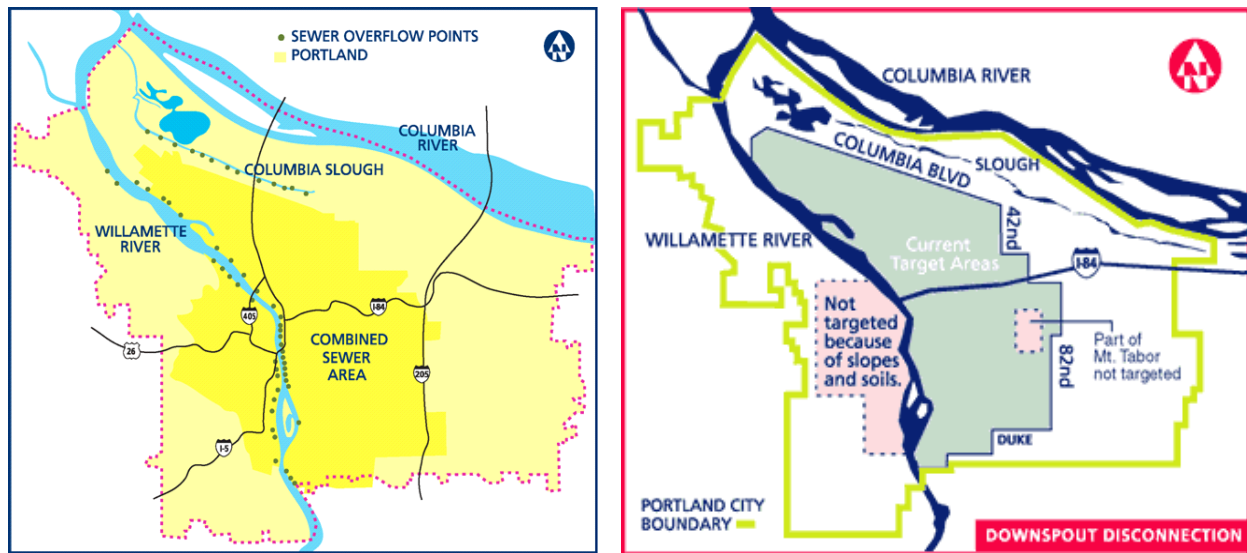 SEWER OVERFLOW POINTS
PORTLAND
N
COLUMBIA
RIVER
COLUMBIA SLOUGH
WILLAMETTE
RIVER
405
I-84
26
COMBINED
SEWER
AREA
205
I-5
N
COLUMBIA RIVER
COLUMBIA BLVD
SLOUGH
42nd
WILLAMETTE RIVER
Current
Target Areas
I-84
Not
targeted
because
of slopes
and soils.
Part of
Mt. Tabor
not targeted
82nd
DUKE
PORTLAND CITY
BOUNDARY
DOWNSPOUT DISCONNECTION